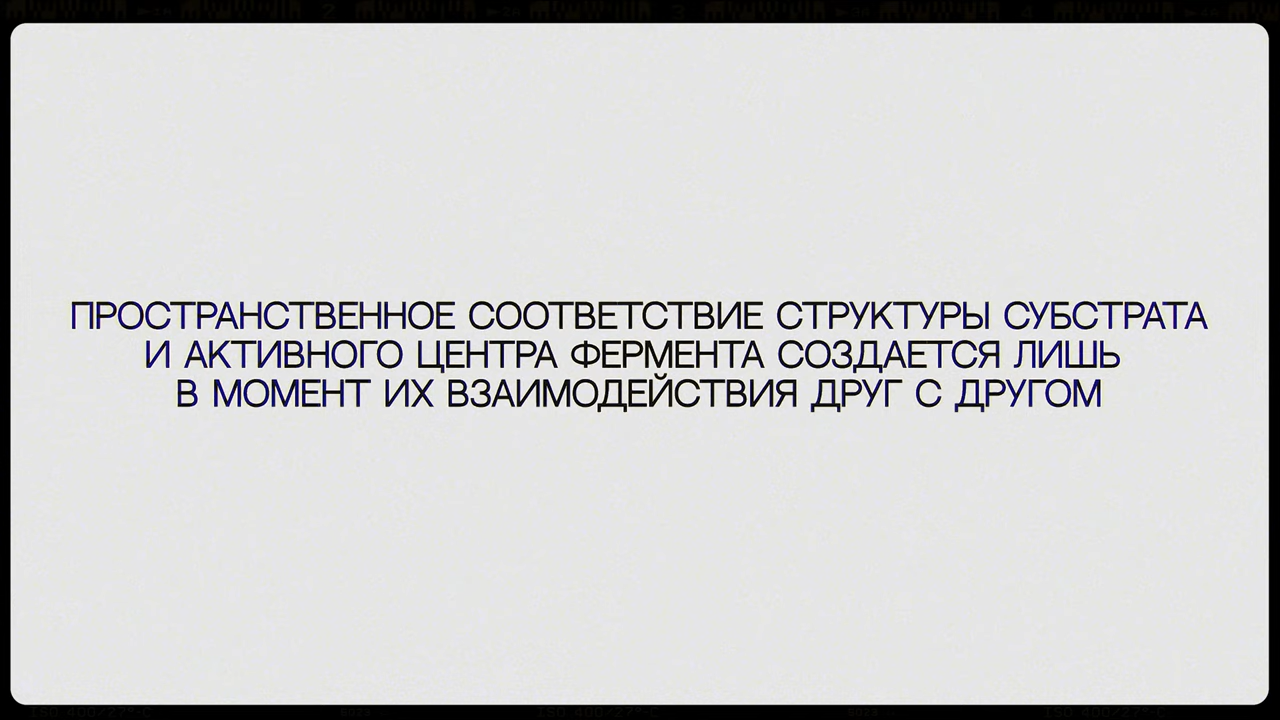 ПРОСТРАНСТВЕННОЕ СООТВЕТСТВИЕ СТРУКТУРЫ СУБСТРАТА
И АКТИВНОГО ЦЕНТРА ФЕРМЕНТА СОЗДАЕТСЯ ЛИШЬ
В МОМЕНТ ИХ ВЗАИМОДЕЙСТВИЯ ДРУГ С ДРУГОМ